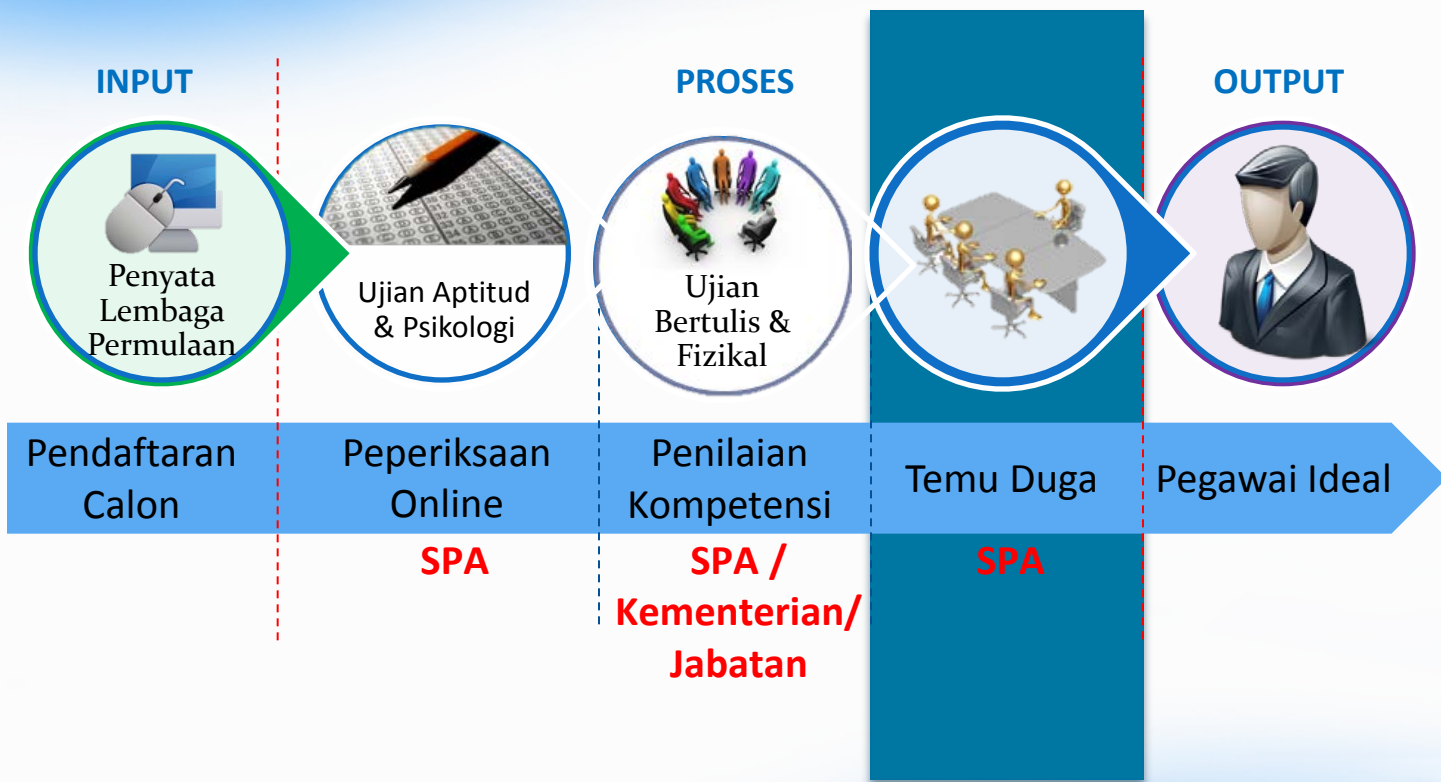 INPUT
PROSES
OUTPUT
Penyata
Lembaga
Permulaan
Ujian Aptitud
& Psikologi
Ujian
Bertulis &
Fizikal
Pendaftaran
Calon
Peperiksaan
Online
Penilaian
Kompetensi
Temu Duga
Pegawai Ideal
SPA
SPA /
Kementerian/
Jabatan
SPA